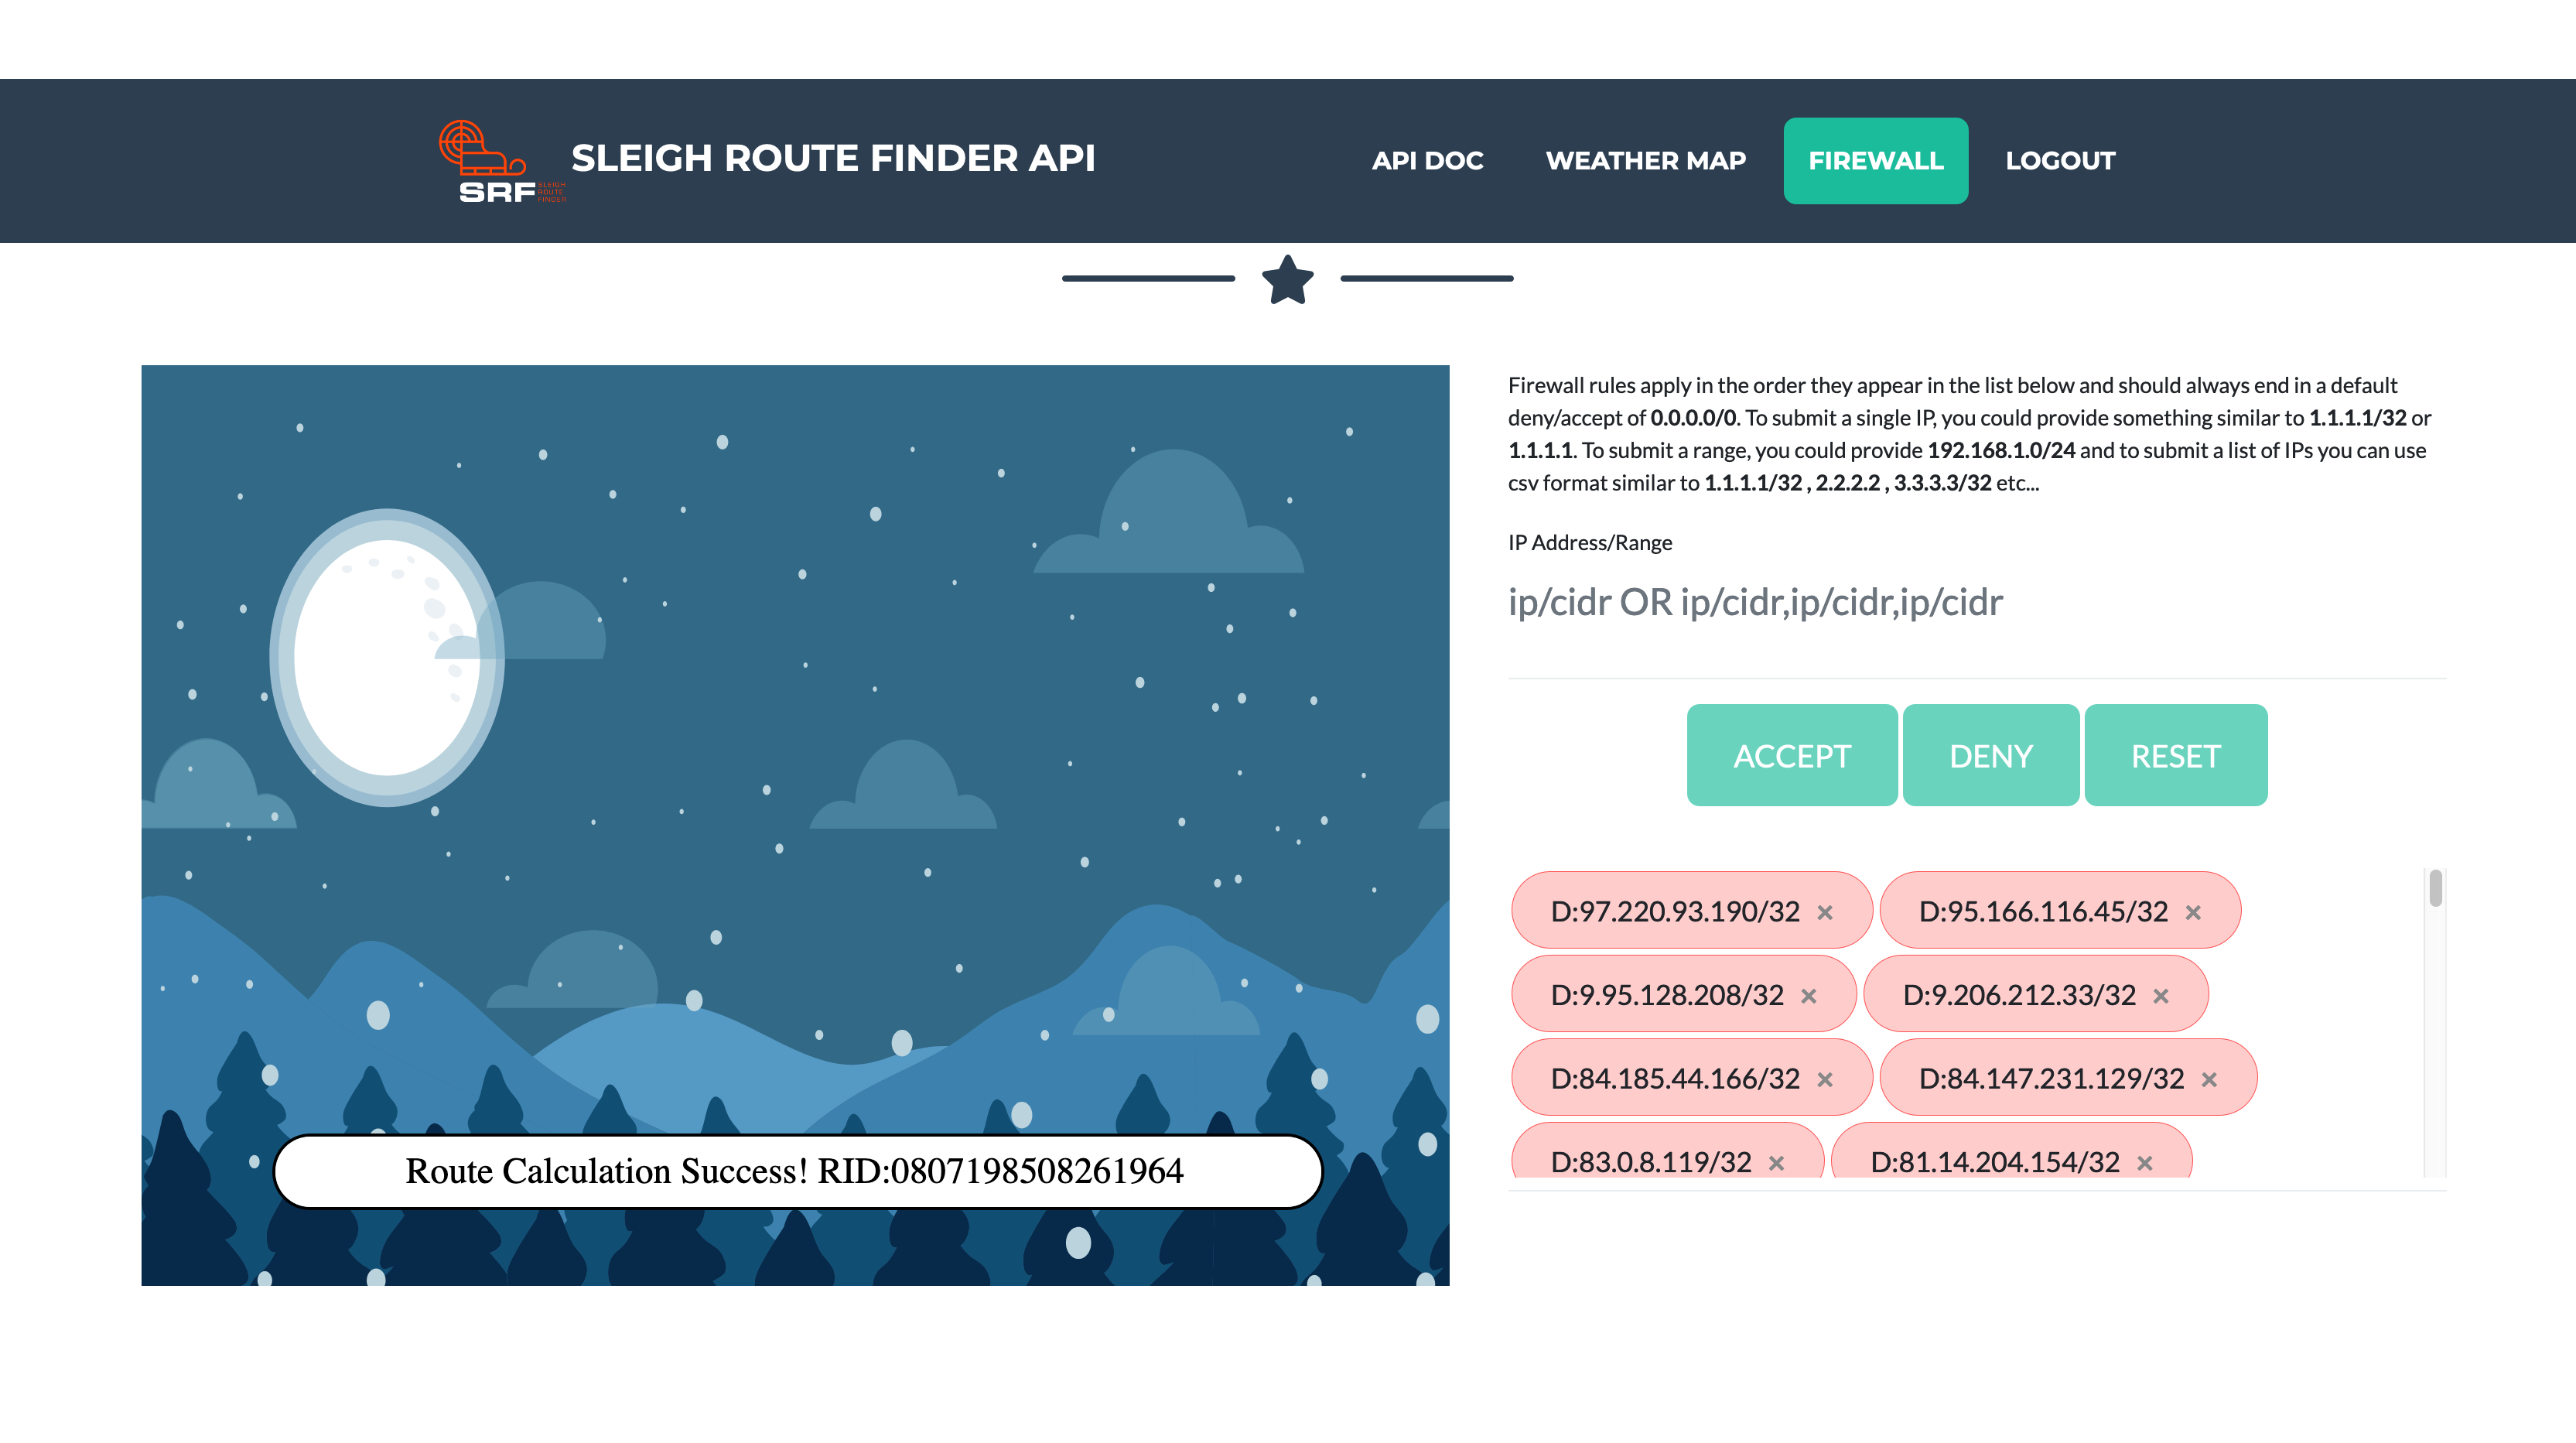 SLEIGH ROUTE FINDER API
API DOC
WEATHER MAP
FIREWALL
LOGOUT
SRF
SLEIGH
ROUTE
FINDER
Route Calculation Success! RID:0807198508261964
Firewall rules apply in the order they appear in the list below and should always end in a default
deny/accept of 0.0.0.0/0. To submit a single IP, you could provide something similar to 1.1.1.1/32 or
1.1.1.1. To submit a range, you could provide 192.168.1.0/24 and to submit a list of IPs you can use
csv format similar to 1.1.1.1/32 , 2.2.2.2 , 3.3.3.3/32 etc...
IP Address/Range
ip/cidr OR ip/cidr,ip/cidr,ip/cidr
ACCEPT
DENY
RESET
D:97.220.93.190/32 ×
D:95.166.116.45/32 ×
D:9.95.128.208/32 ×
D:9.206.212.33/32 ×
D:84.185.44.166/32 ×
D:84.147.231.129/32 ×
D:83.0.8.119/32 ×
D:81.14.204.154/32 ×